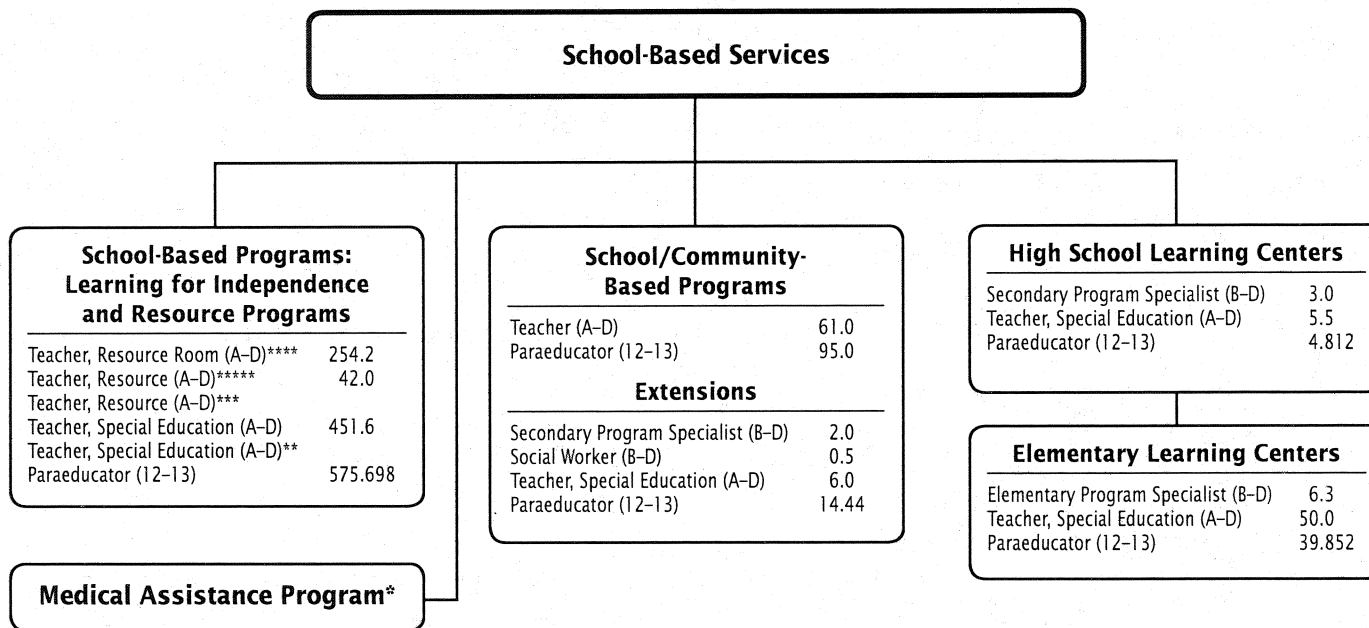 School-Based Services
School-Based Programs:
Learning for Independence
and Resource Programs
Teacher, Resource Room (A–D)**** 254.2
Teacher, Resource (A–D)***** 42.0
Teacher, Resource (A–D)***
Teacher, Special Education (A–D) 451.6
Teacher, Special Education (A–D)**
Paraeducator (12–13) 575.698
Medical Assistance Program*
School/Community-
Based Programs
Teacher (A–D) 61.0
Paraeducator (12–13) 95.0
Extensions
Secondary Program Specialist (B–D) 2.0
Social Worker (B–D) 0.5
Teacher, Special Education (A–D) 6.0
Paraeducator (12–13) 14.44
High School Learning Centers
Secondary Program Specialist (B–D) 3.0
Teacher, Special Education (A–D) 5.5
Paraeducator (12–13) 4.812
Elementary Learning Centers
Elementary Program Specialist (B–D) 6.3
Teacher, Special Education (A–D) 50.0
Paraeducator (12–13) 39.852